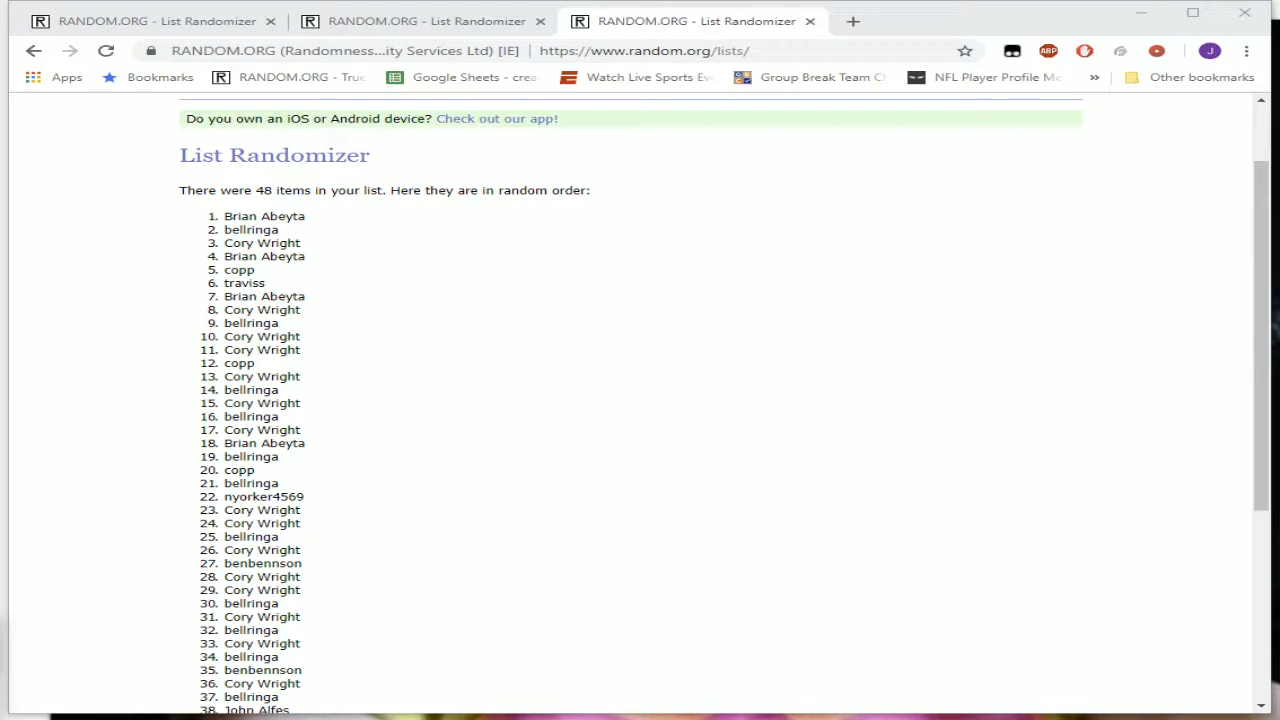 RANDOM.ORG - List Randomizer
RANDOM.ORG - List Randomizer
RANDOM.ORG - List Randomizer
RANDOM.ORG (Randomness...ity Services Ltd) [IE] https://www.random.org/lists/
ABP
J
Apps Bookmarks RANDOM.ORG - True Google Sheets - crea Watch Live Sports Eve Group Break Team NFL Player Profile Me » Other bookmarks
Do you own an iOS or Android device? Check out our app!
List Randomizer
There were 48 items in your list. Here they are in random order:
1. Brian Abeyta
2. bellringa
3. Cory Wright
4. Brian Abeyta
5. copp
6. traviss
7. Brian Abeyta
8. Cory Wright
9. bellringa
10. Cory Wright
11. Cory Wright
12. copp
13. Cory Wright
14. bellringa
15. Cory Wright
16. bellringa
17. Cory Wright
18. Brian Abeyta
19. bellringa
20. copp
21. bellringa
22. nyorker4569
23. Cory Wright
24. Cory Wright
25. bellringa
26. Cory Wright
27. benbennson
28. Cory Wright
29. Cory Wright
30. bellringa
31. Cory Wright
32. bellringa
33. Cory Wright
34. bellringa
35. benbennson
36. Cory Wright
37. bellringa
38. John Alfes